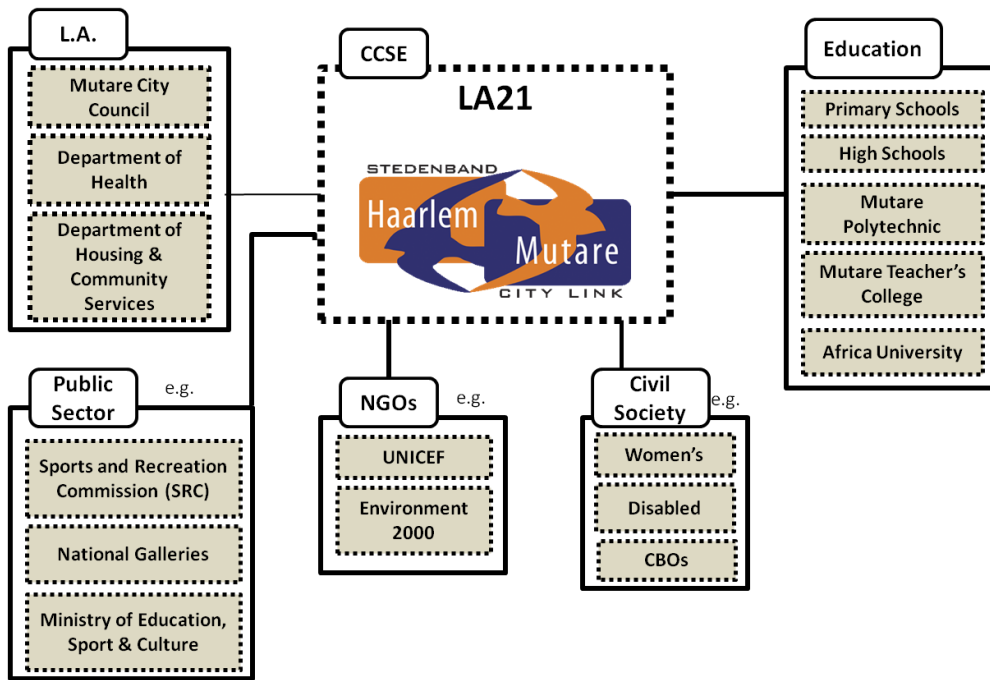 L.A.
Mutare City
Council
Department of
Health
Department of
Housing &
Community
Services
CCSE
LA21
STEDENBAND
Haarlem
Mutare
CITY LINK
Education
Primary Schools
High Schools
Mutare
Polytechnic
Mutare Teacher's
College
Africa University
Public
Sector
e.g.
Sports and Recreation
Commission (SRC)
National Galleries
Ministry of Education,
Sport & Culture
NGOs
e.g.
UNICEF
Environment
2000
Civil
Society
e.g.
Women's
Disabled
CBOs